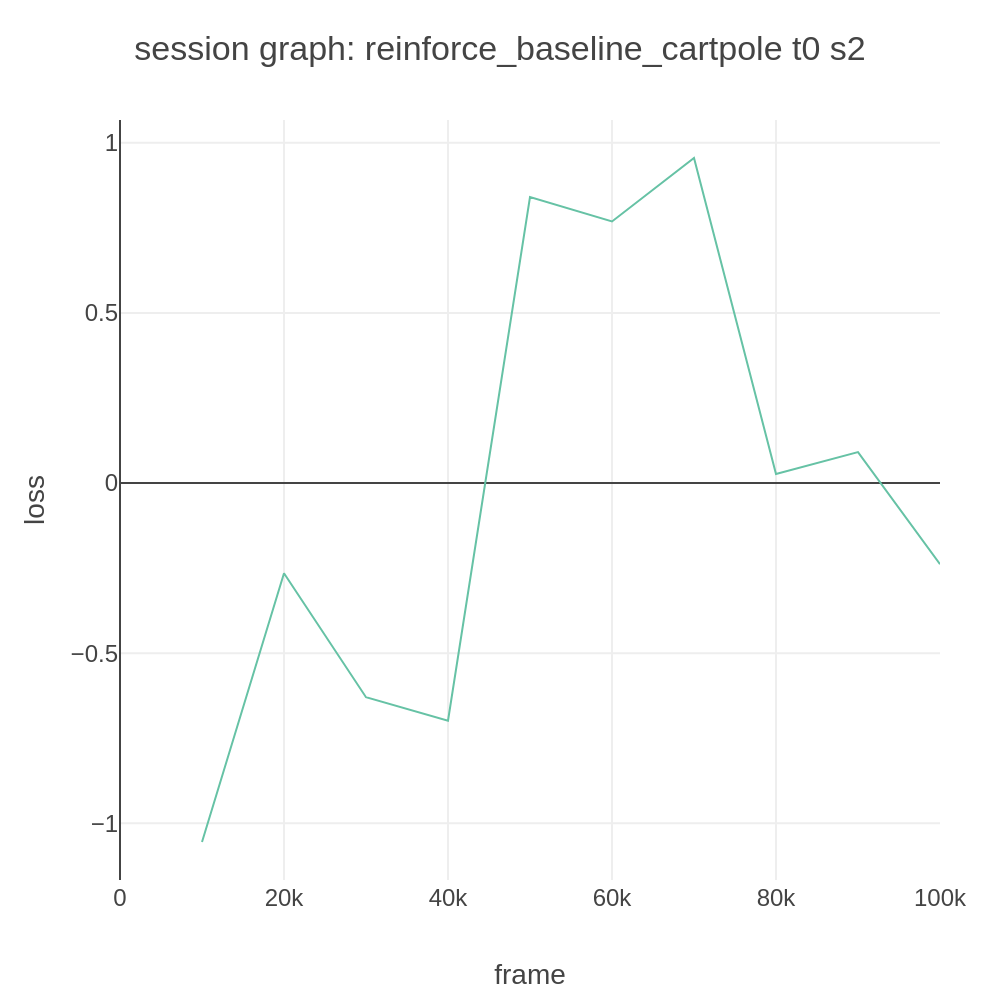 session graph: reinforce_baseline_cartpole t0 s2
1
0.5
0
−0.5
−1
loss
0
20k
40k
60k
80k
100k
frame